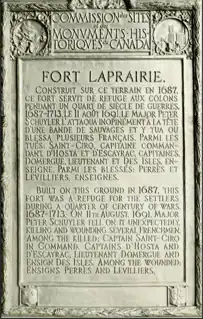 COMMISSION DES SITES
ET
MONUMENTS HIS-
TORIQUES DU CANADA
FORT LAPRAIRIE.
CONSTRUIT SUR CE TERRAIN EN 1687,
CE FORT SERVIT DE REFUGE AUX COLONS
PENDANT UN QUART DE SIÈCLE DE GUERRES,
1687-1713. LE 11 AOÛT 1691, LE MAJOR PETER
SCHUYLER L'ATTAQUA INOPINÉMENT À LA TÊTE
D'UNE BANDE DE SAUVAGES ET Y TUA OU
BLESSA PLUSIEURS FRANÇAIS. PARMI LES
TUÉS: SAINT-CIRQ, CAPITAINE COMMAN-
DANT, D'HOSTA ET D'ESCAYRAC, CAPITAINES,
DOMERGUE, LIEUTENANT ET DES ISLES, EN-
SEIGNE. PARMI LES BLESSÉS: PERRÈS ET
LEVILLIERS, ENSEIGNES.
BUILT ON THIS GROUND IN 1687, THIS
FORT WAS A REFUGE FOR THE SETTLERS
DURING A QUARTER OF CENTURY OF WARS,
1687-1713. ON 11TH AUGUST, 1691, MAJOR
PETER SCHUYLER FELL ON IT UNEXPECTEDLY,
KILLING AND WOUNDING SEVERAL FRENCHMEN.
AMONG THE KILLED: CAPTAIN SAINT-CIRQ
IN COMMAND, CAPTAINS D'HOSTA AND
D'ESCAYRAC, LIEUTENANT DOMERGUE AND
ENSIGN DES ISLES. AMONG THE WOUNDED:
ENSIGNS PERRÈS AND LEVILLIERS.